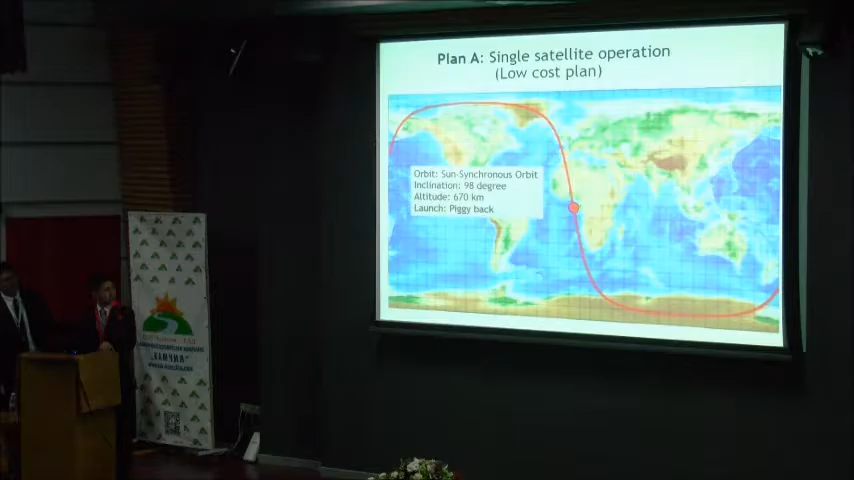 Plan A: Single satellite operation
(Low cost plan)
Orbit: Sun-Synchronous Orbit
Inclination: 98 degree
Altitude: 670 km
Launch: Piggy back